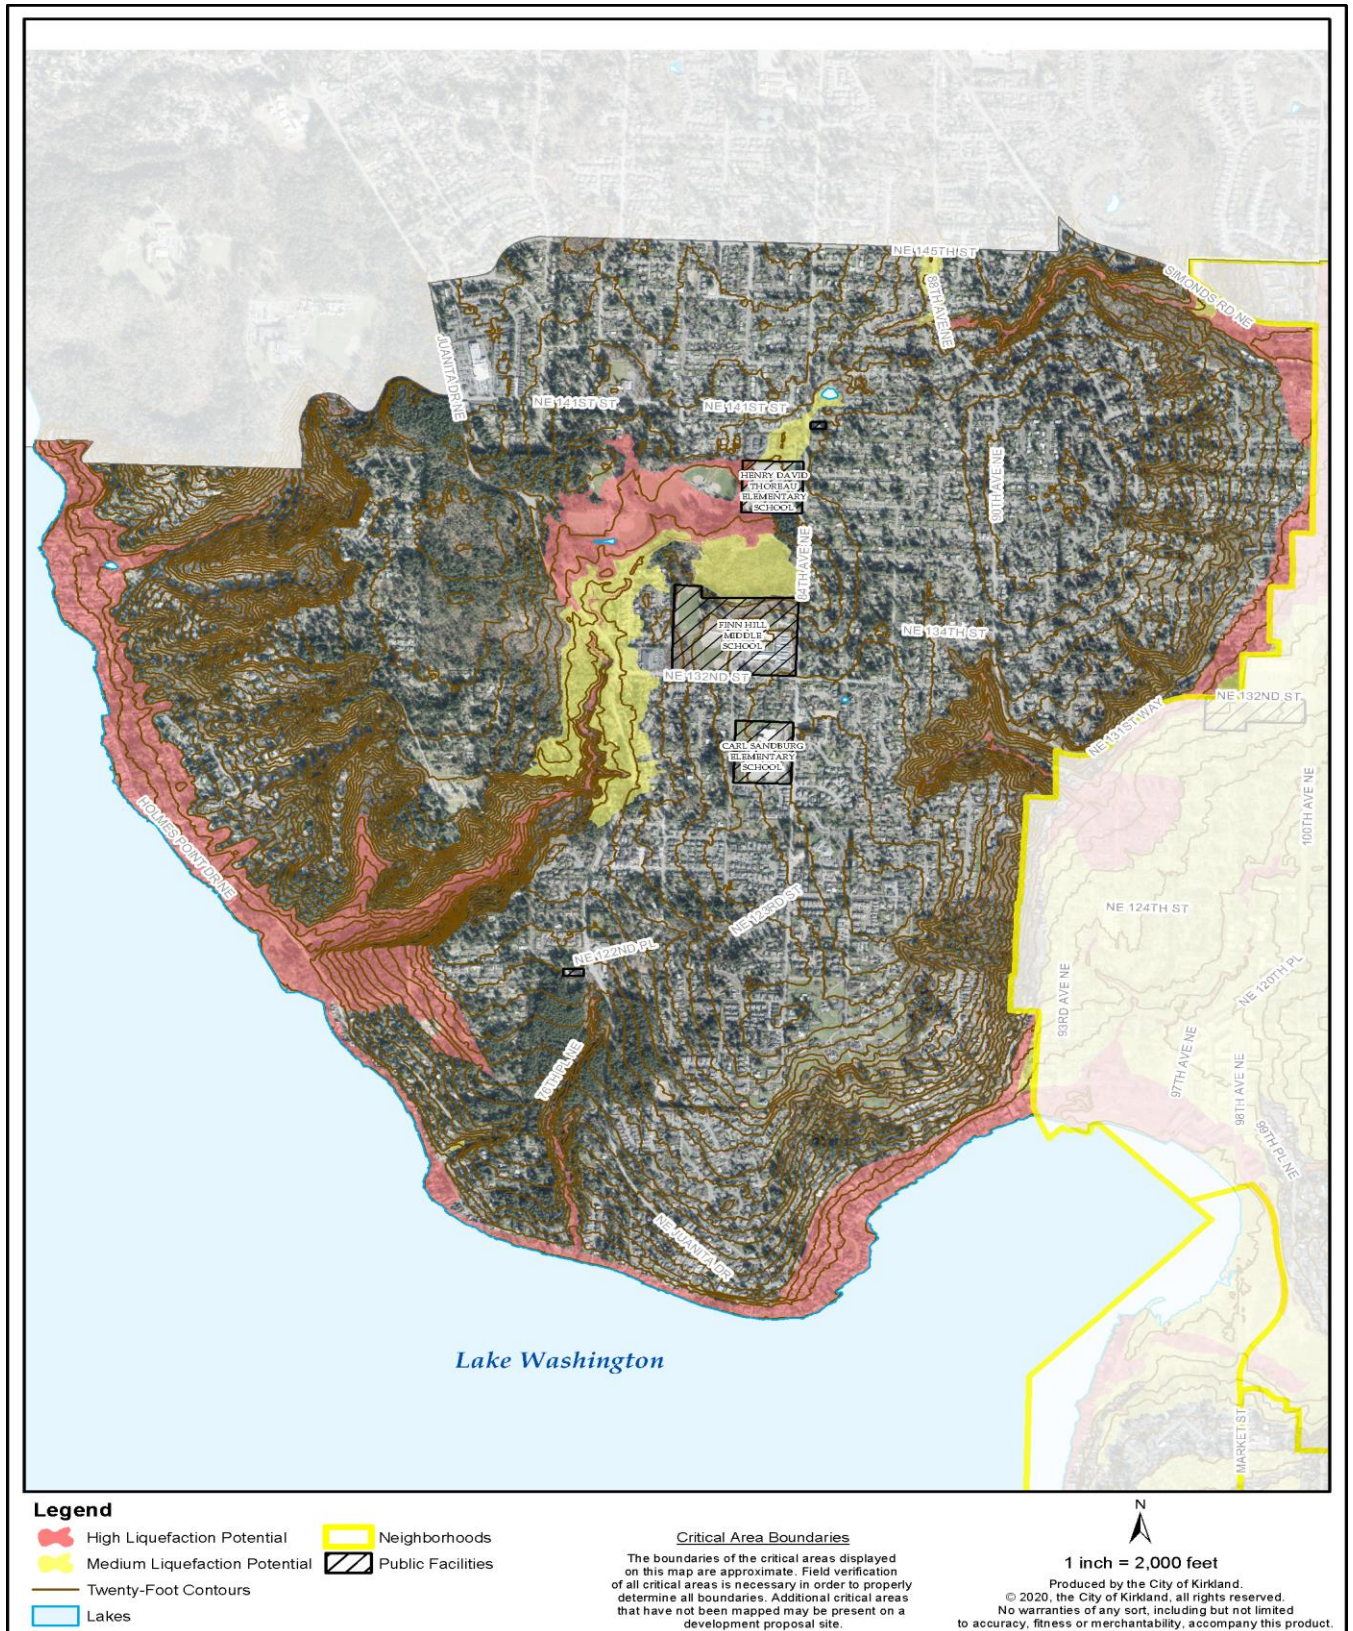 NE 145TH ST
88TH AVE NE
SIMONDS RD NE
JUANITA DR NE
NE 141ST ST
NE 141ST ST
HENRY DAVID
THOREAU
ELEMENTARY
SCHOOL
90TH AVE NE
84TH AVE NE
FINN HILL
MIDDLE
SCHOOL
NE 134TH ST
NE 132ND ST
NE 132ND ST
NE 131ST WAY
CARL SANDBURG
ELEMENTARY
SCHOOL
100TH AVE NE
HOLMES POINT DR NE
NE 123RD ST
NE 124TH ST
NE 122ND PL
NE 120TH PL
93RD AVE NE
76TH PL NE
97TH AVE NE
98TH AVE NE
99TH PL NE
NE JUANITA DR
Lake Washington
MARKET ST
Legend
High Liquefaction Potential
Medium Liquefaction Potential
Twenty-Foot Contours
Lakes
Neighborhoods
Public Facilities
Critical Area Boundaries
The boundaries of the critical areas displayed
on this map are approximate. Field verification
of all critical areas is necessary in order to properly
determine all boundaries. Additional critical areas
that have not been mapped may be present on a
development proposal site.
N
1 inch = 2,000 feet
Produced by the City of Kirkland.
© 2020, the City of Kirkland, all rights reserved.
No warranties of any sort, including but not limited
to accuracy, fitness or merchantability, accompany this product.